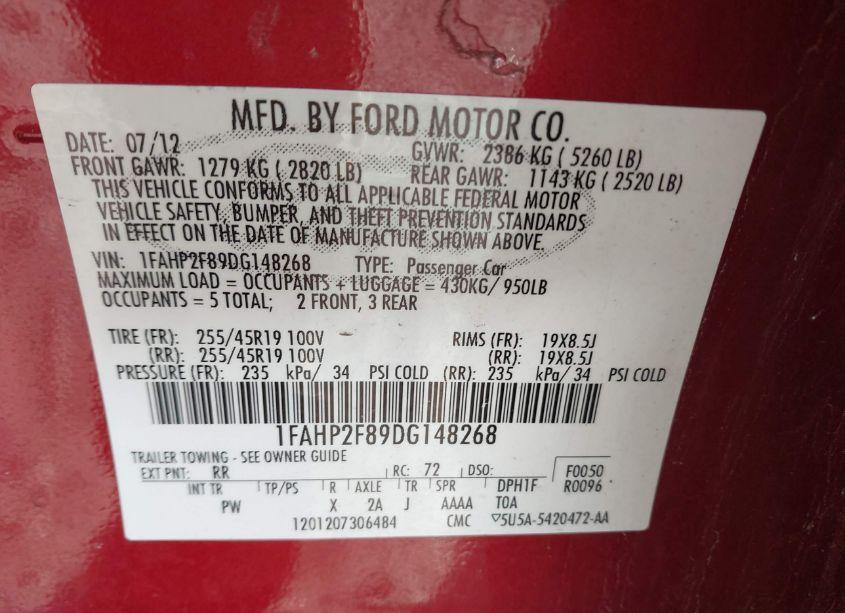 MFD. BY FORD MOTOR CO.
DATE: 07/12 GVWR: 2386 KG ( 5260 LB)
FRONT GAWR: 1279 KG ( 2820 LB) REAR GAWR: 1143 KG ( 2520 LB)
THIS VEHICLE CONFORMS TO ALL APPLICABLE FEDERAL MOTOR
VEHICLE SAFETY, BUMPER, AND THEFT PREVENTION STANDARDS
IN EFFECT ON THE DATE OF MANUFACTURE SHOWN ABOVE.
VIN: 1FAHP2F89DG148268 TYPE: Passenger Car
MAXIMUM LOAD = OCCUPANTS + LUGGAGE = 430KG/ 950LB
OCCUPANTS = 5 TOTAL; 2 FRONT, 3 REAR
TIRE (FR): 255/45R19 100V RIMS (FR): 19X8.5J
(RR): 255/45R19 100V (RR): 19X8.5J
PRESSURE (FR): 235 kPa/ 34 PSI COLD (RR): 235 kPa/ 34 PSI COLD
1FAHP2F89DG148268
TRAILER TOWING - SEE OWNER GUIDE
EXT PNT: RR RC: 72 DSO: F0050
INT TR TP/PS R AXLE TR SPR DPH1F R0096
PW X 2A J AAAA TOA
1201207306484 CMC ▽5U5A-5420472-AA